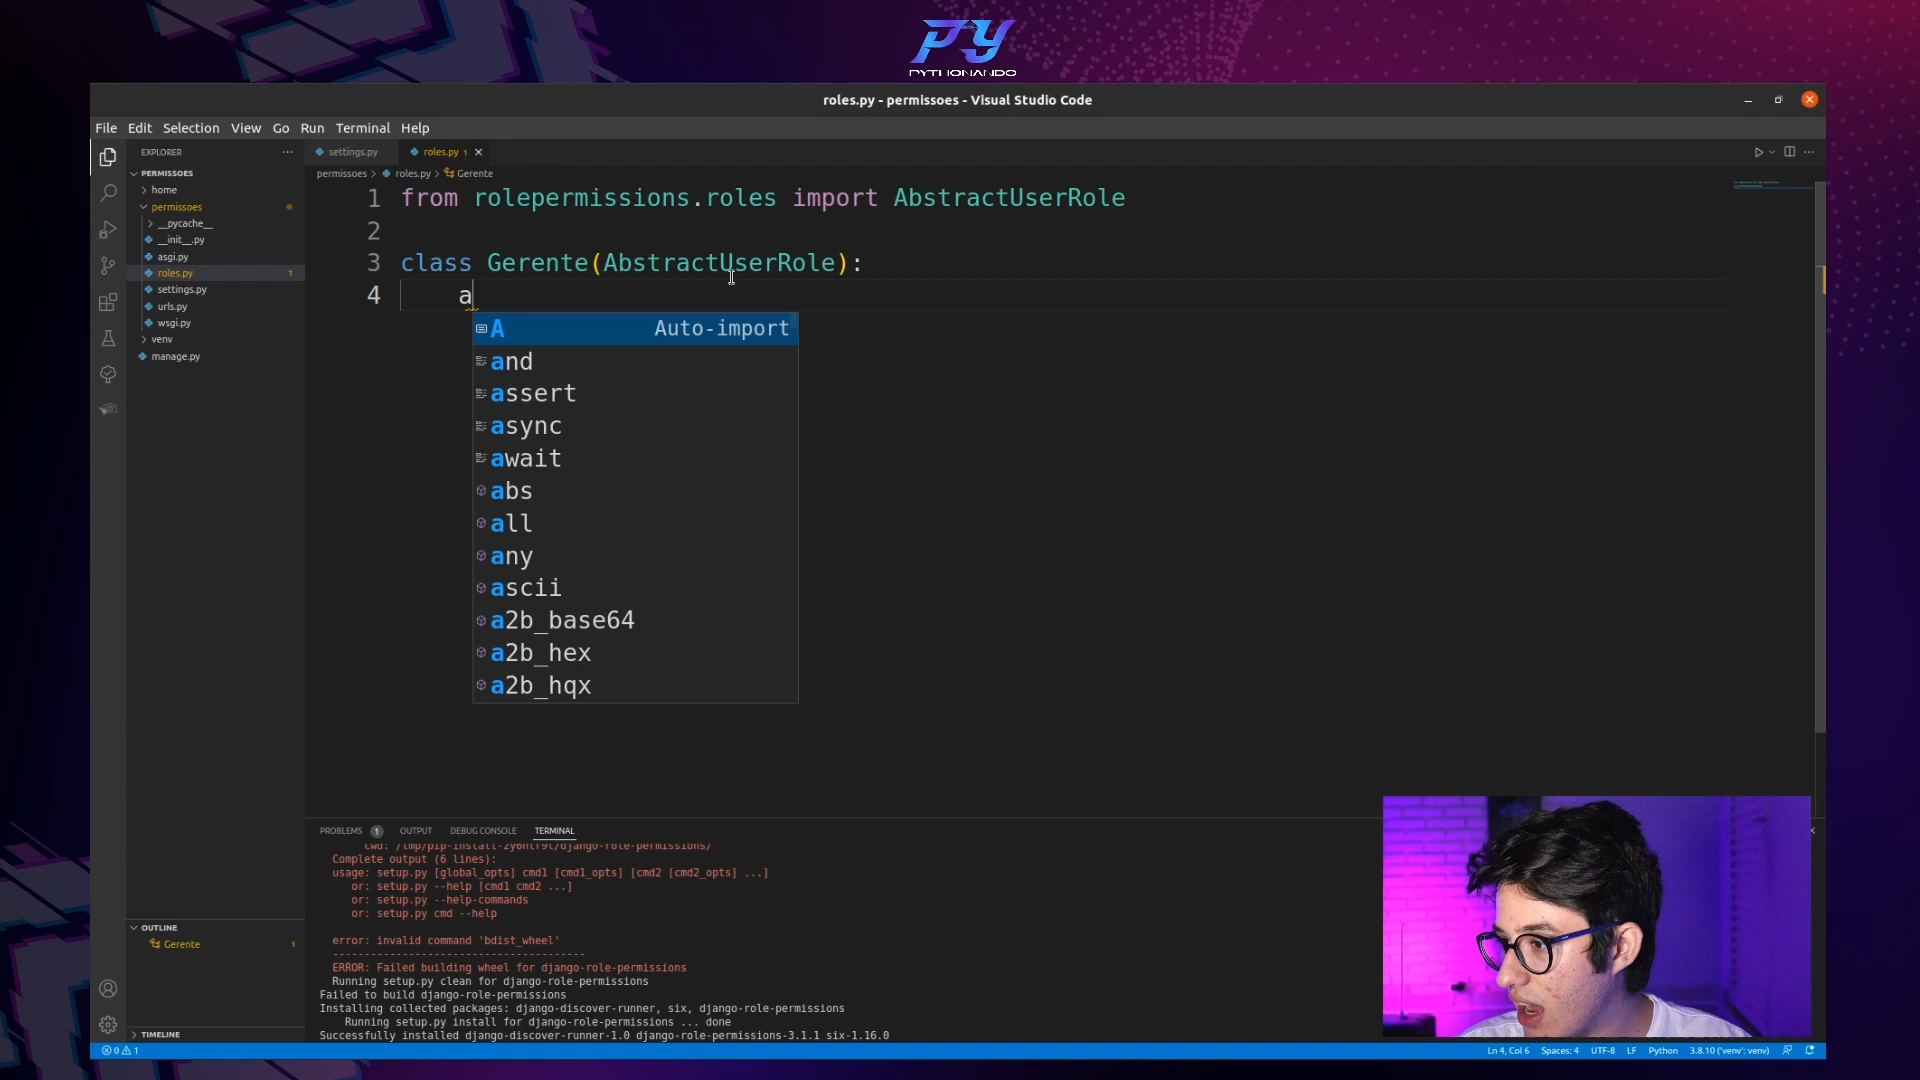 PY
PYTHONANDO
roles.py - permissoes - Visual Studio Code
File Edit Selection View Go Run Terminal Help
EXPLORER
settings.py
roles.py 1
PERMISSOES
permissoes > roles.py > Gerente
home
permissoes
__pycache__
__init__.py
asgi.py
roles.py 1
settings.py
urls.py
wsgi.py
venv
manage.py
1 from rolepermissions.roles import AbstractUserRole
2
3 class Gerente(AbstractUserRole):
4 a
A Auto-import
and
assert
async
await
abs
all
any
ascii
a2b_base64
a2b_hex
a2b_hqx
PROBLEMS 1 OUTPUT DEBUG CONSOLE TERMINAL
Complete output (6 lines):
usage: setup.py [global_opts] cmd1 [cmd1_opts] [cmd2 [cmd2_opts] ...]
or: setup.py --help [cmd1 cmd2 ...]
or: setup.py --help-commands
or: setup.py cmd --help
error: invalid command 'bdist_wheel'
----------------------------------------
ERROR: Failed building wheel for django-role-permissions
Running setup.py clean for django-role-permissions
Failed to build django-role-permissions
Installing collected packages: django-discover-runner, six, django-role-permissions
Running setup.py install for django-role-permissions ... done
Successfully installed django-discover-runner-1.0 django-role-permissions-3.1.1 six-1.16.0
OUTLINE
Gerente 1
TIMELINE
0 1
Ln 4, Col 6 Spaces: 4 UTF-8 LF Python 3.8.10 ('venv': venv)